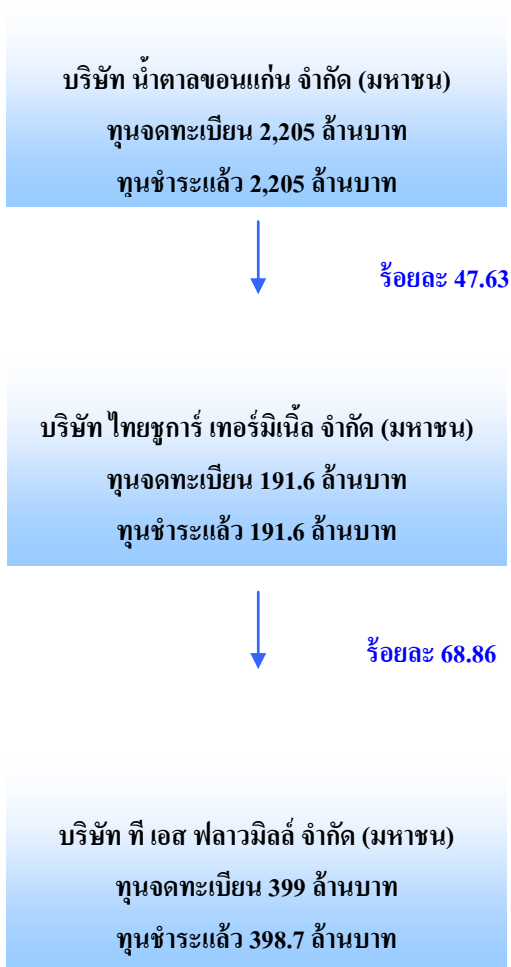 บริษัท น้ำตาลขอนแก่น จำกัด (มหาชน)
ทุนจดทะเบียน 2,205 ล้านบาท
ทุนชำระแล้ว 2,205 ล้านบาท
ร้อยละ 47.63
บริษัท ไทยชูการ์ เทอร์มิเนิ้ล จำกัด (มหาชน)
ทุนจดทะเบียน 191.6 ล้านบาท
ทุนชำระแล้ว 191.6 ล้านบาท
ร้อยละ 68.86
บริษัท ที เอส ฟลาวมิลล์ จำกัด (มหาชน)
ทุนจดทะเบียน 399 ล้านบาท
ทุนชำระแล้ว 398.7 ล้านบาท